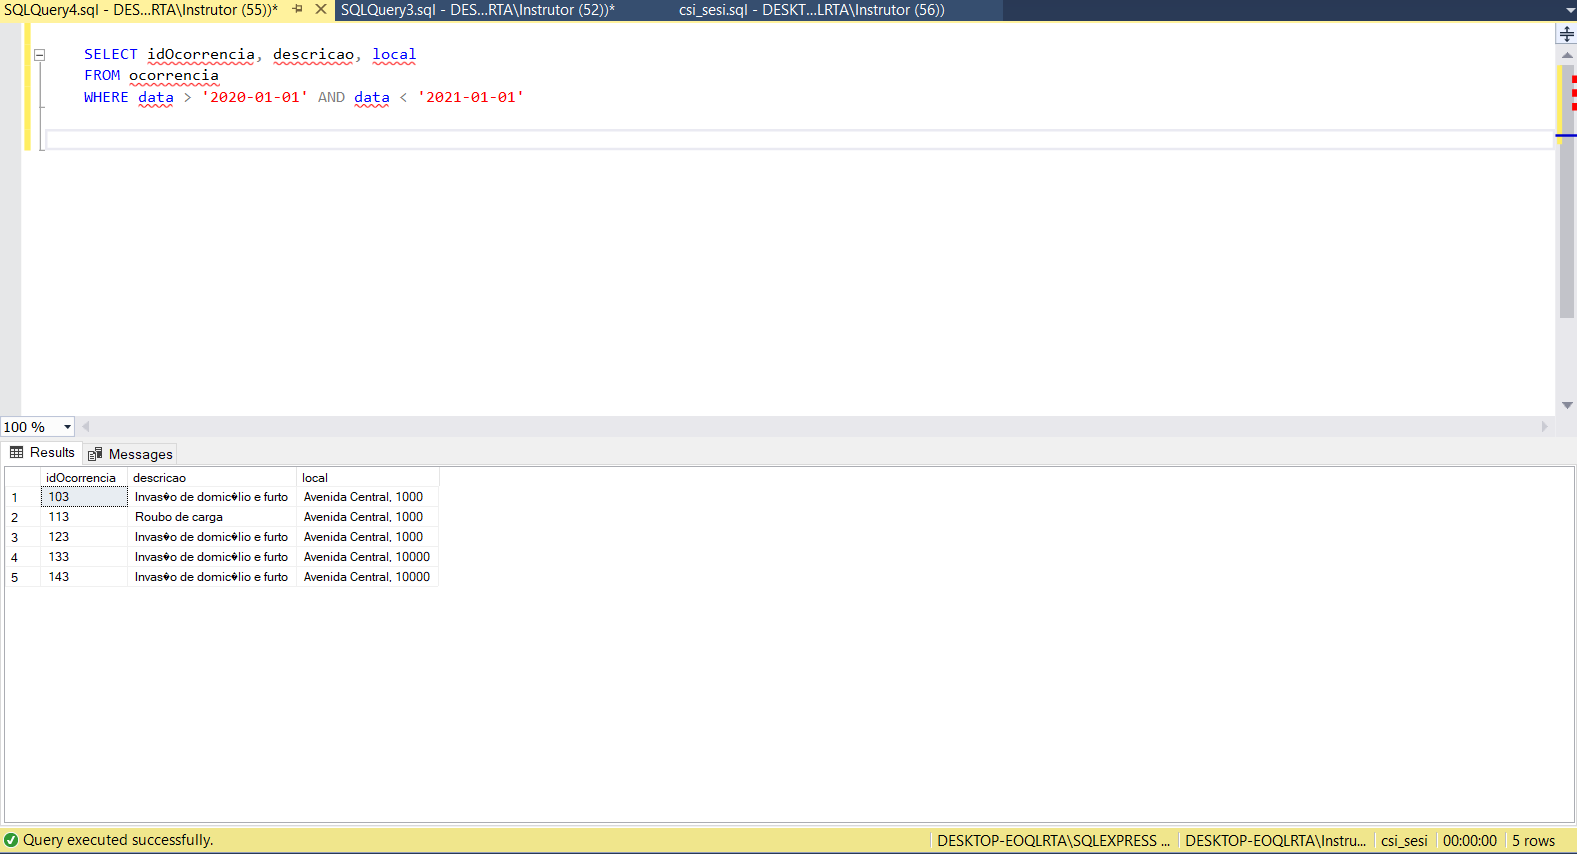 SQLQuery4.sql - DES...RTA\Instrutor (55))* SQLQuery3.sql - DES...RTA\Instrutor (52))* csi_sesi.sql - DESKT...LRTA\Instrutor (56))
SELECT idOcorrencia, descricao, local
FROM ocorrencia
WHERE data > '2020-01-01' AND data < '2021-01-01'
100 %
Results Messages
idOcorrencia descricao local
1 103 Invas�o de domic�lio e furto Avenida Central, 1000
2 113 Roubo de carga Avenida Central, 1000
3 123 Invas�o de domic�lio e furto Avenida Central, 1000
4 133 Invas�o de domic�lio e furto Avenida Central, 10000
5 143 Invas�o de domic�lio e furto Avenida Central, 10000
Query executed successfully. DESKTOP-EOQLRTA\SQLEXPRESS ... DESKTOP-EOQLRTA\Instru... csi_sesi 00:00:00 5 rows